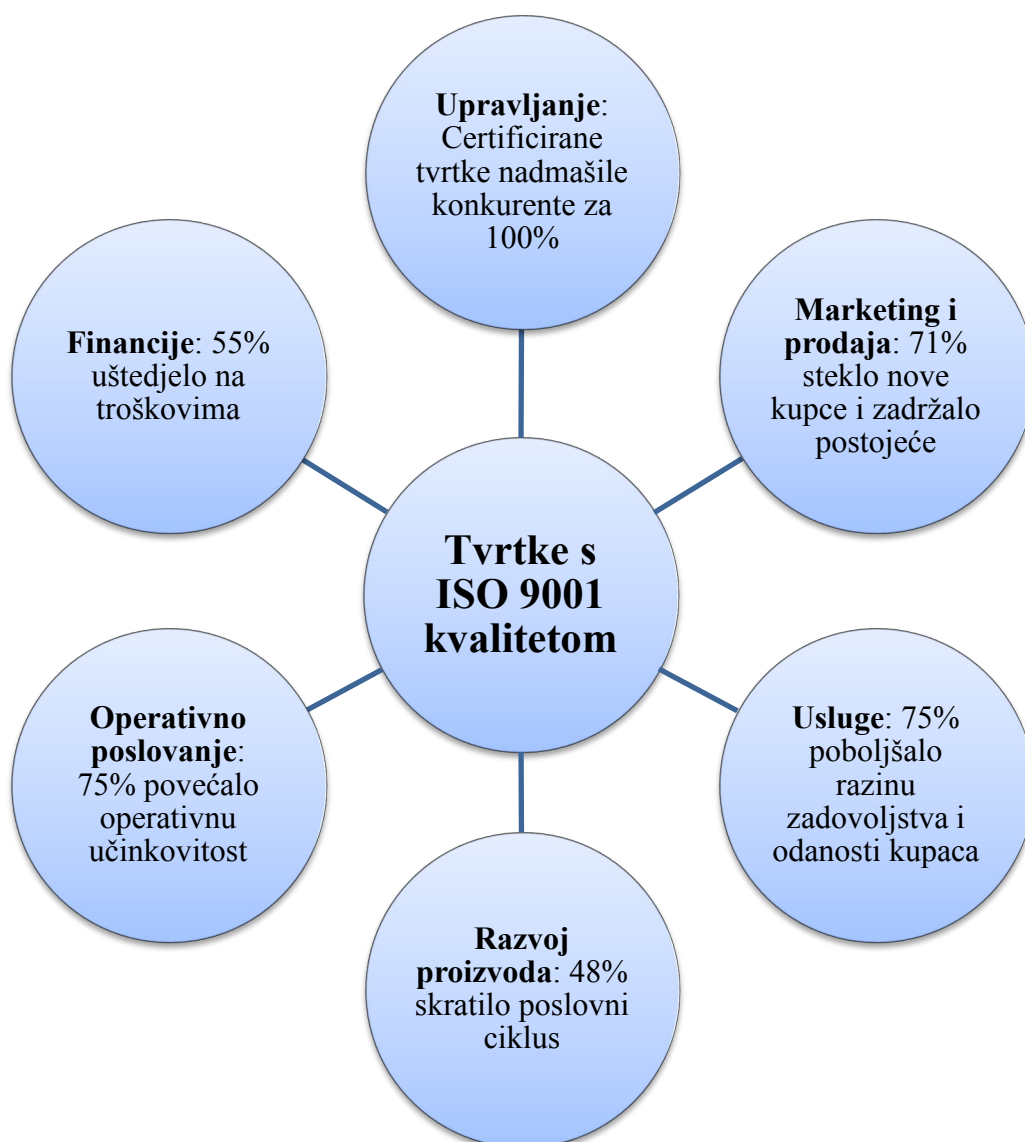 Upravljanje:
Certificirane
tvrtke nadmašile
konkurente za
100%
Marketing i
prodaja: 71%
steklo nove
kupce i zadržalo
postojeće
Usluge: 75%
poboljšalo
razinu
zadovoljstva i
odanosti kupaca
Razvoj
proizvoda: 48%
skratilo poslovni
ciklus
Operativno
poslovanje:
75% povećalo
operativnu
učinkovitost
Financije: 55%
uštedjelo na
troškovima
Tvrtke s
ISO 9001
kvalitetom